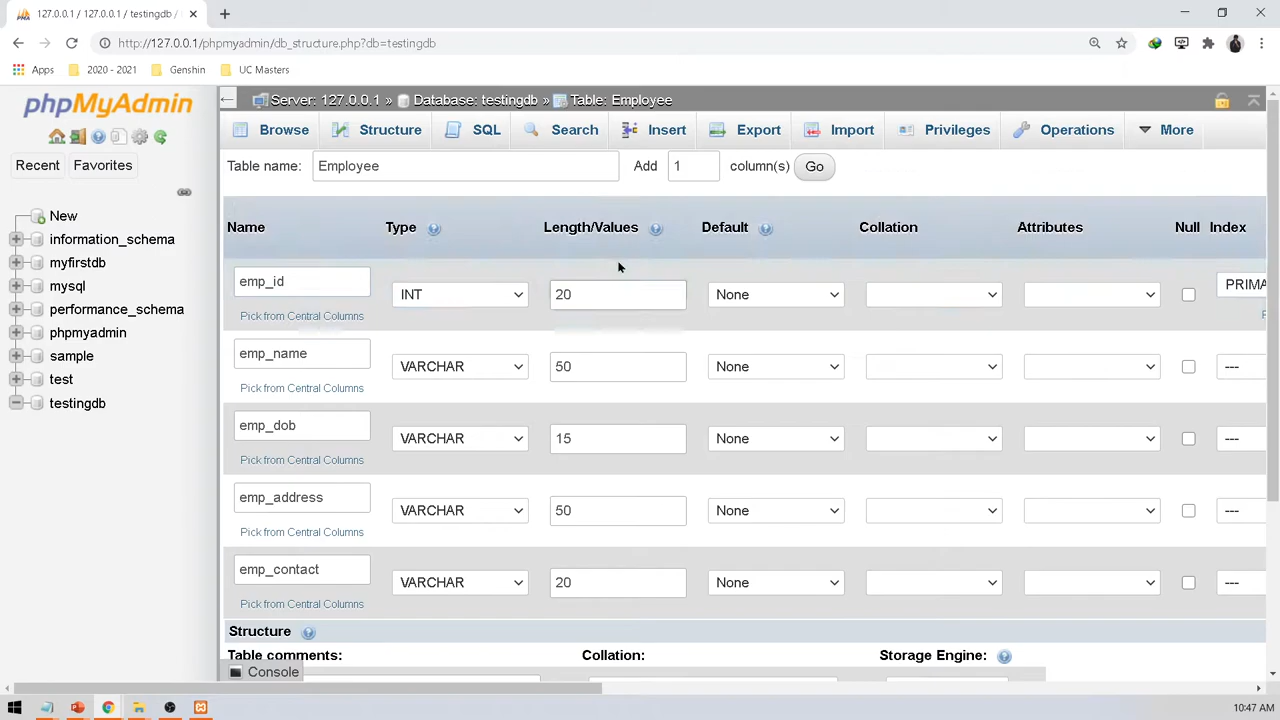 127.0.0.1 / 127.0.0.1 / testingdb /
http://127.0.0.1/phpmyadmin/db_structure.php?db=testingdb
Apps 2020 - 2021 Genshin UC Masters
phpMyAdmin
Recent Favorites
New
information_schema
myfirstdb
mysql
performance_schema
phpmyadmin
sample
test
testingdb
Server: 127.0.0.1 » Database: testingdb » Table: Employee
Browse Structure SQL Search Insert Export Import Privileges Operations More
Table name: Employee Add 1 column(s) Go
Name Type Length/Values Default Collation Attributes Null Index
emp_id INT 20 None PRIMA
Pick from Central Columns
emp_name VARCHAR 50 None ---
Pick from Central Columns
emp_dob VARCHAR 15 None ---
Pick from Central Columns
emp_address VARCHAR 50 None ---
Pick from Central Columns
emp_contact VARCHAR 20 None ---
Pick from Central Columns
Structure
Table comments: Collation: Storage Engine:
Console
10:47 AM